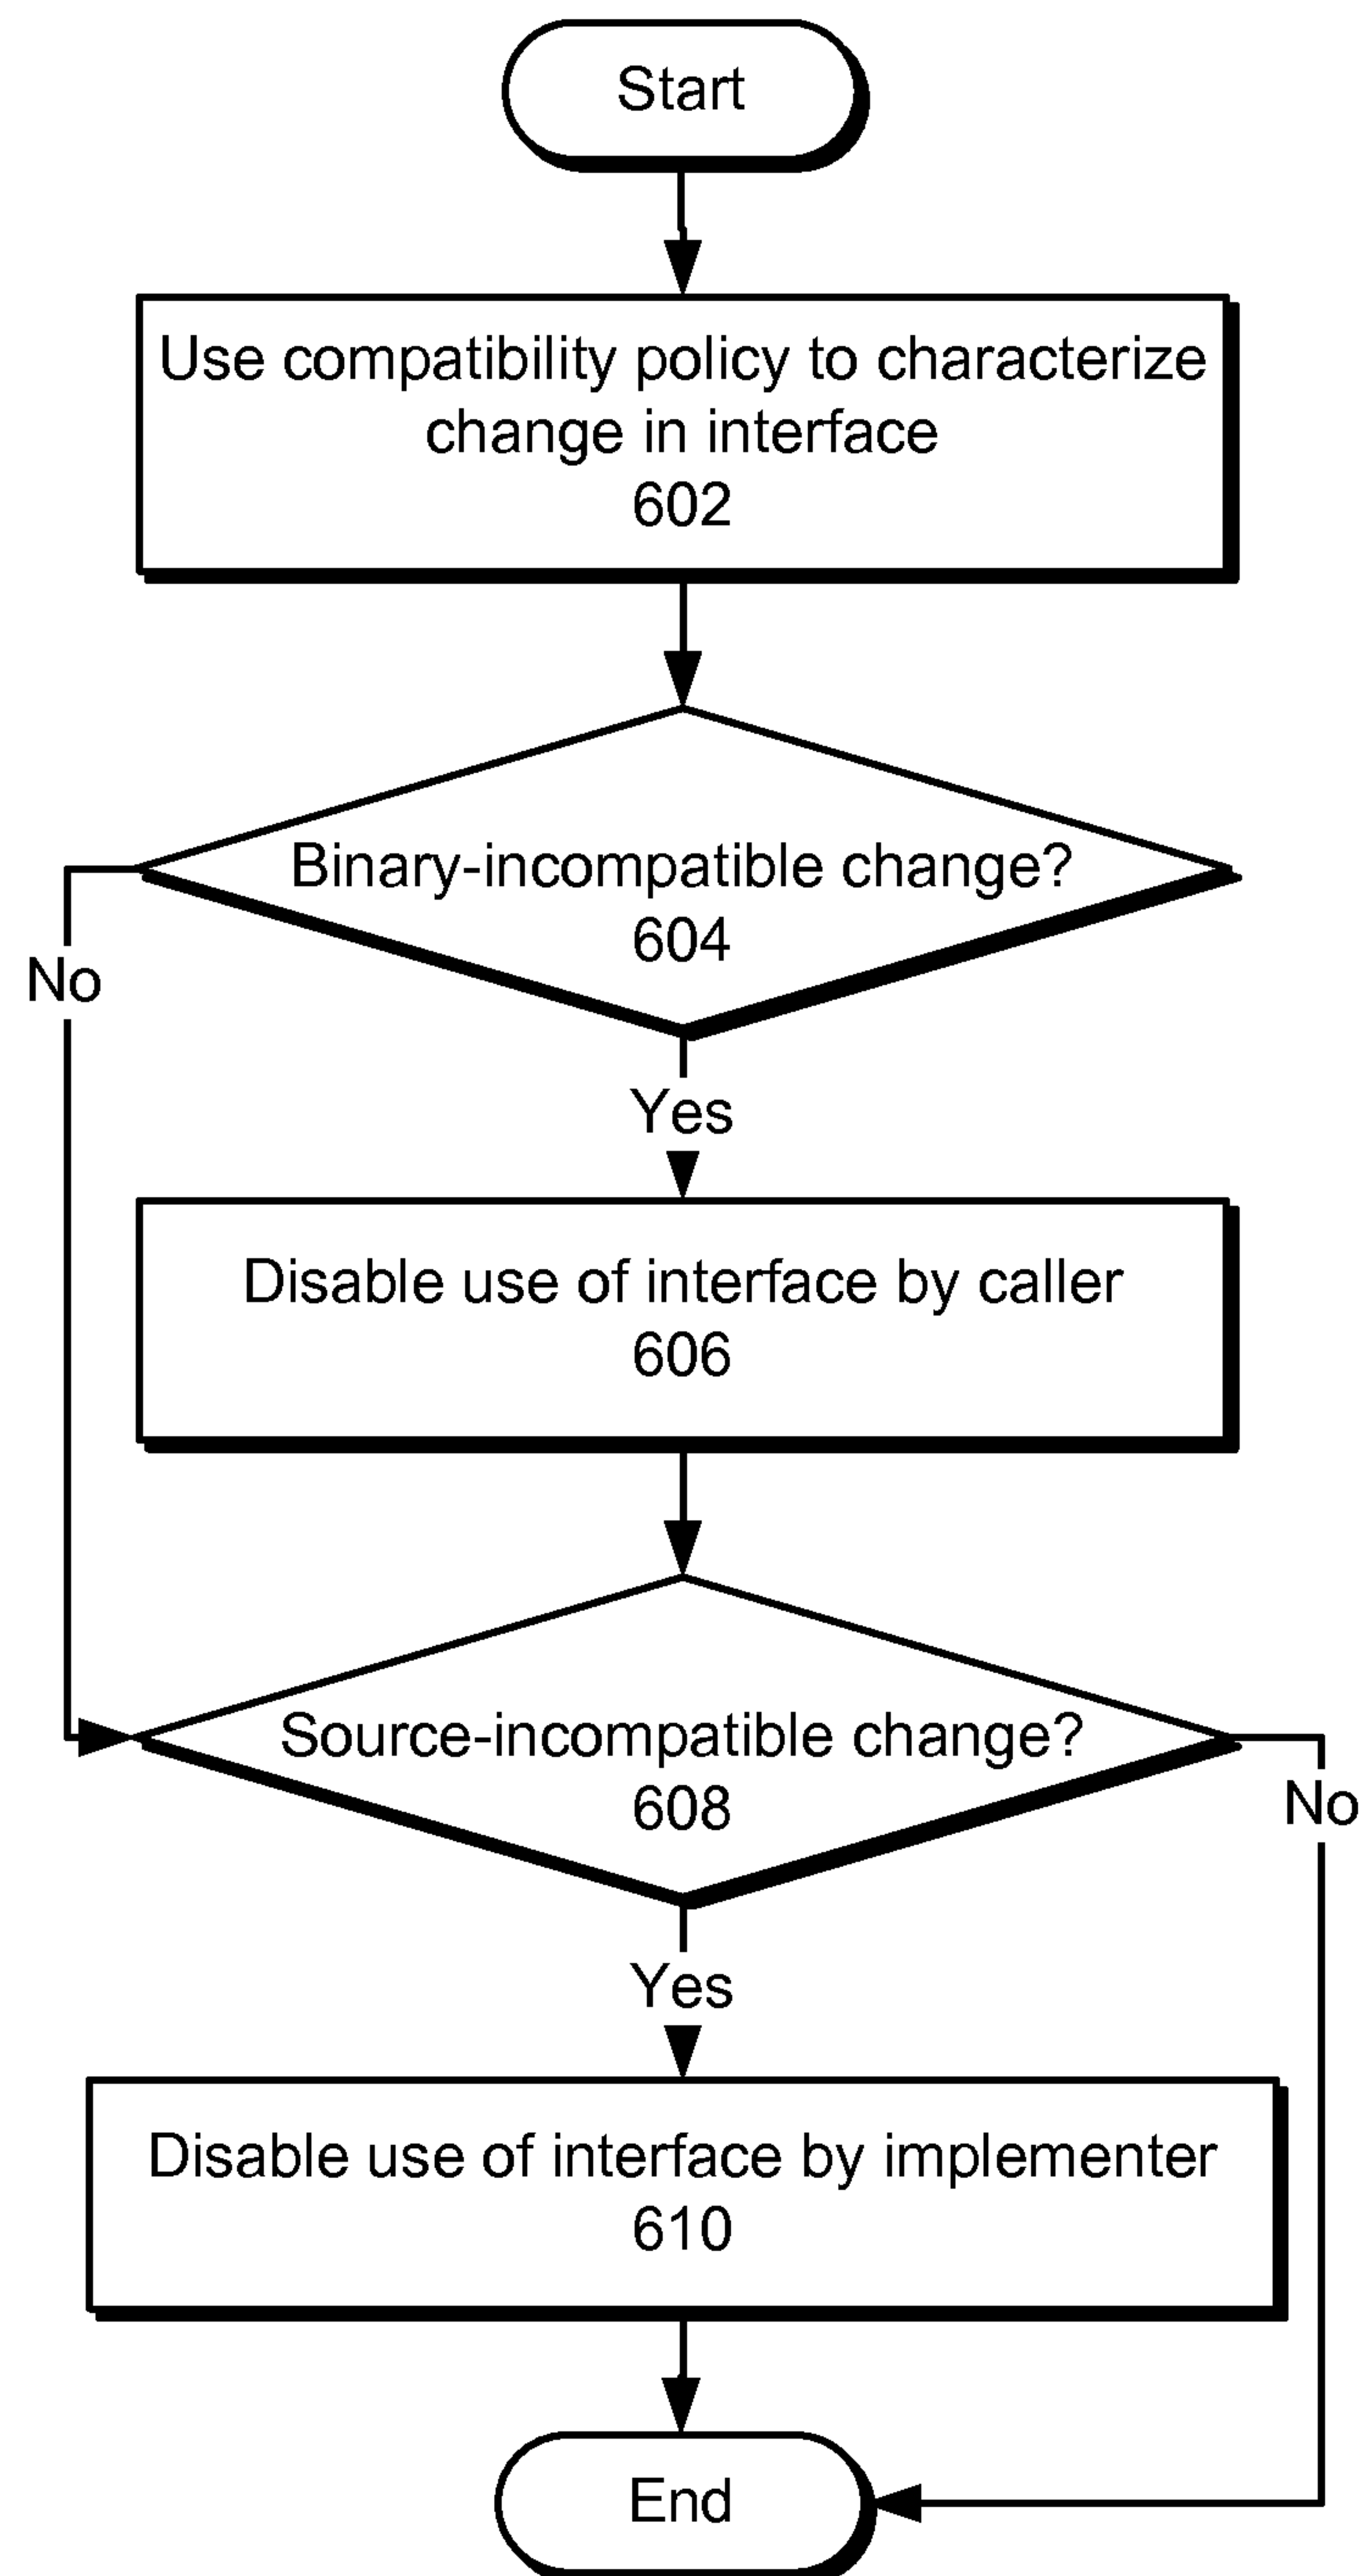 Start
Use compatibility policy to characterize
change in interface
602
Binary-incompatible change?
604
No
Yes
Disable use of interface by caller
606
Source-incompatible change?
608
No
Yes
Disable use of interface by implementer
610
End